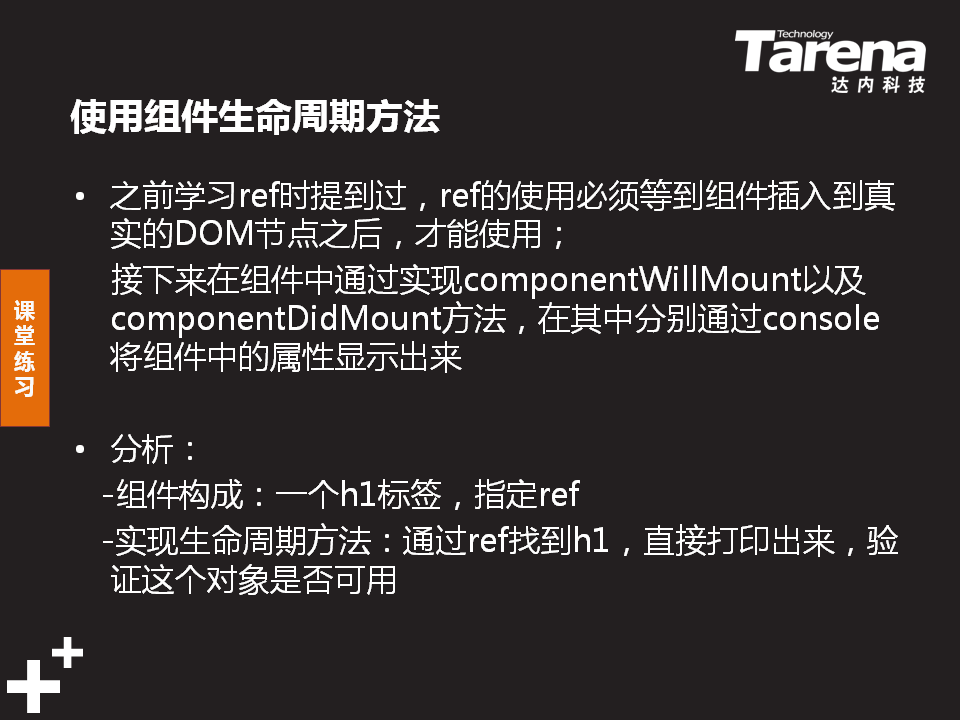 Technology
Tarena
达内科技
使用组件生命周期方法
• 之前学习ref时提到过，ref的使用必须等到组件插入到真
实的DOM节点之后，才能使用；
接下来在组件中通过实现componentWillMount以及
componentDidMount方法，在其中分别通过console
将组件中的属性显示出来
课
堂
练
习
• 分析：
-组件构成：一个h1标签，指定ref
-实现生命周期方法：通过ref找到h1，直接打印出来，验
证这个对象是否可用